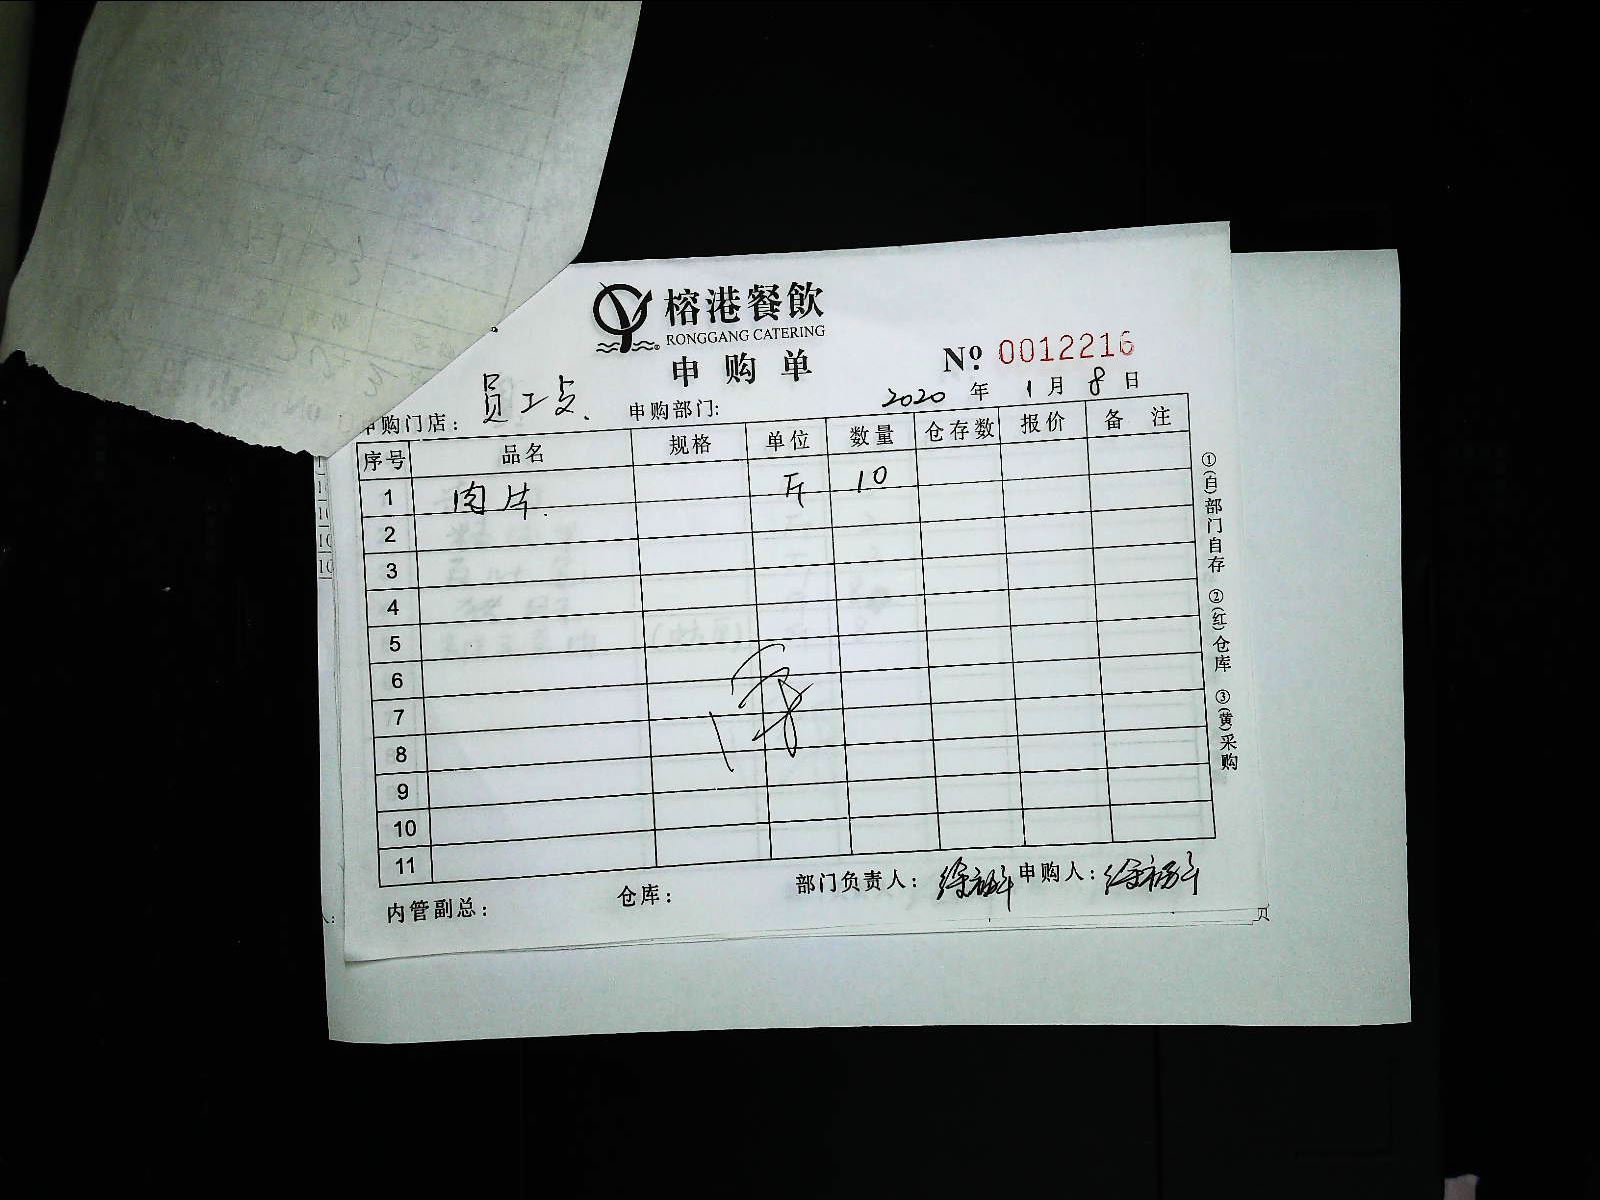 榕港餐飲
RONGGANG CATERING
申购单
Nº 0012216
2020 年 1 月 8 日
申购门店: 员工 申购部门:
序号 品名 规格 单位 数量 仓存数 报价 备 注
1 肉片. 斤 10
2
3
4
5
6
7
8
9
10
11
内管副总: 仓库: 部门负责人: 申购人:
①(自)部门自存 ②(红)仓库 ③(黄)采购